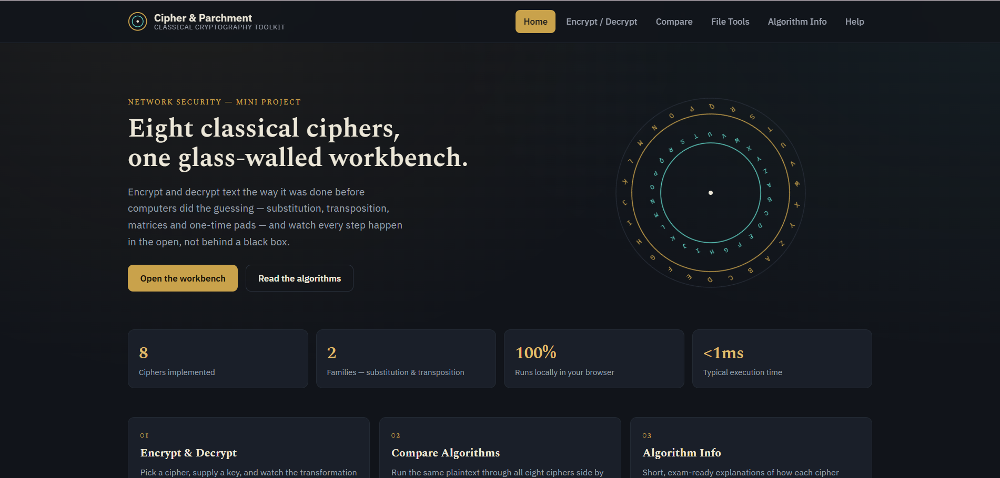 Cipher & Parchment
CLASSICAL CRYPTOGRAPHY TOOLKIT
Home
Encrypt / Decrypt
Compare
File Tools
Algorithm Info
Help
NETWORK SECURITY — MINI PROJECT
Eight classical ciphers,
one glass-walled workbench.
Encrypt and decrypt text the way it was done before
computers did the guessing — substitution, transposition,
matrices and one-time pads — and watch every step happen
in the open, not behind a black box.
Open the workbench
Read the algorithms
A B C D E F G H I J K L M N O P Q R S T U V W X Y Z
A B C D E F G H I J K L M N O P Q R S T U V W X Y Z
8
Ciphers implemented
2
Families — substitution & transposition
100%
Runs locally in your browser
<1ms
Typical execution time
01
Encrypt & Decrypt
Pick a cipher, supply a key, and watch the transformation
02
Compare Algorithms
Run the same plaintext through all eight ciphers side by
03
Algorithm Info
Short, exam-ready explanations of how each cipher